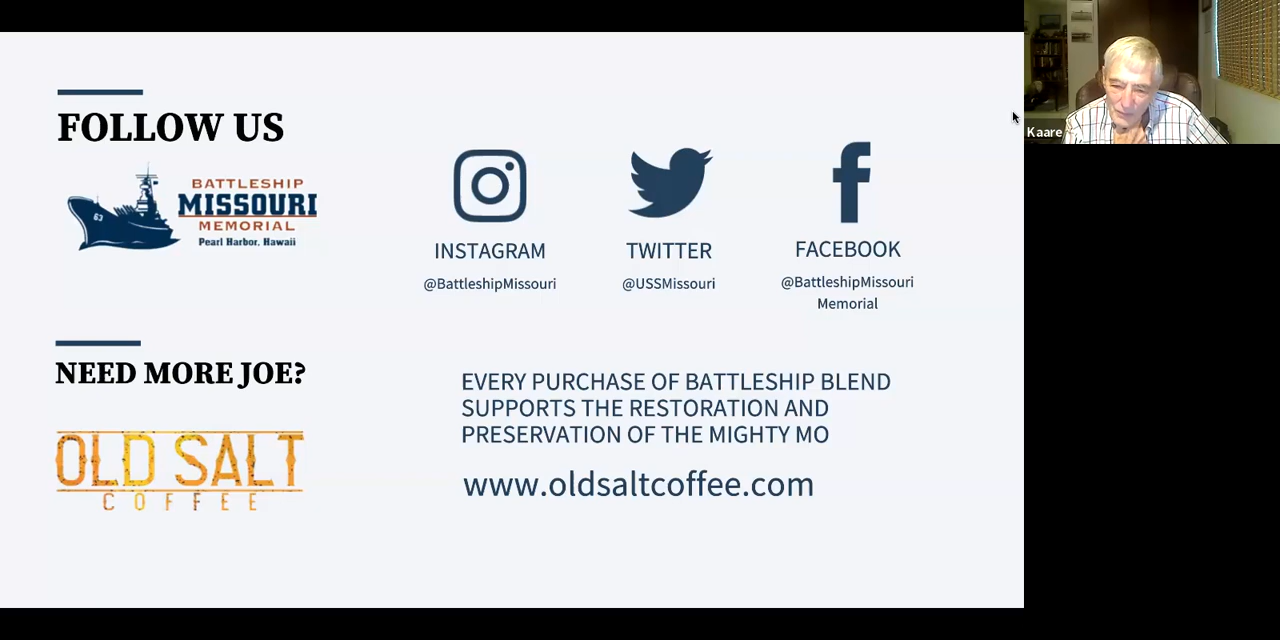 FOLLOW US
63
BATTLESHIP
MISSOURI
MEMORIAL
Pearl Harbor, Hawaii
INSTAGRAM
@BattleshipMissouri
TWITTER
@USSMissouri
FACEBOOK
@BattleshipMissouri
Memorial
NEED MORE JOE?
OLD SALT
COFFEE
EVERY PURCHASE OF BATTLESHIP BLEND
SUPPORTS THE RESTORATION AND
PRESERVATION OF THE MIGHTY MO
www.oldsaltcoffee.com
Kaare